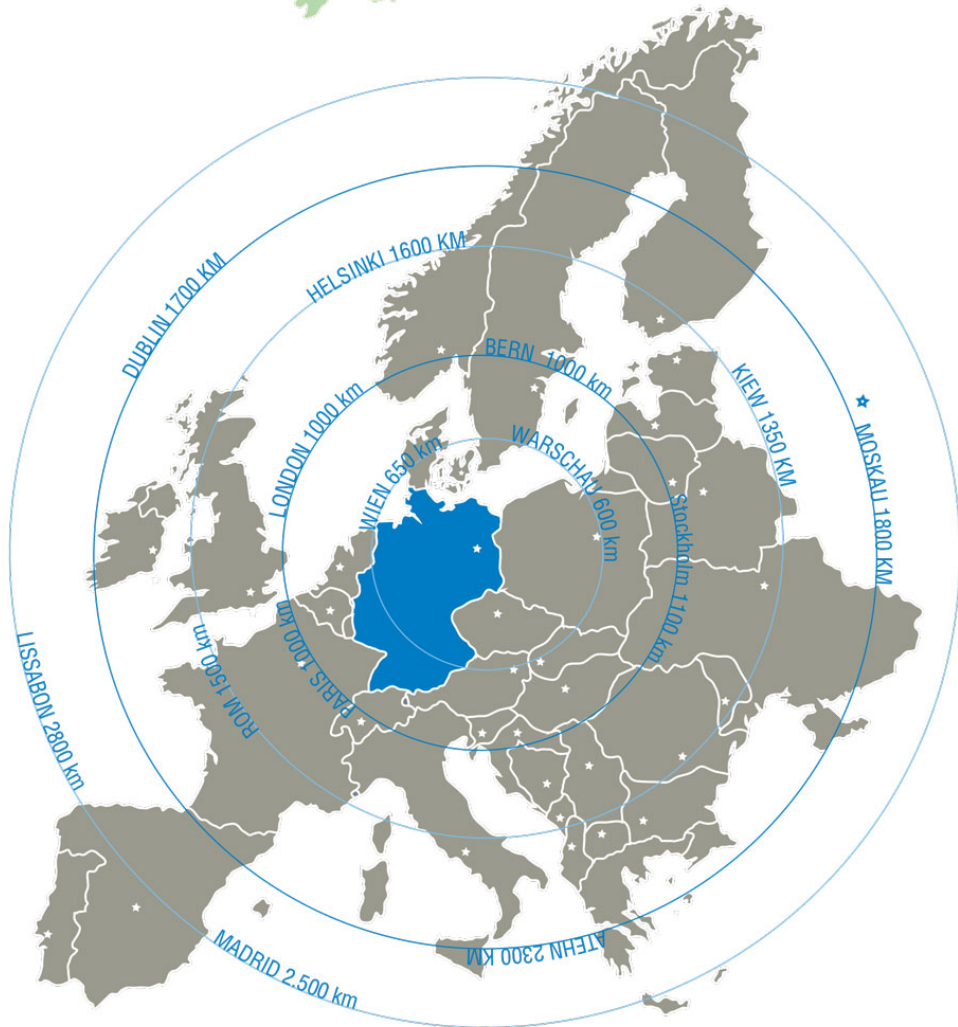 DUBLIN 1700 KM
HELSINKI 1600 KM
BERN 1000 km
KIEW 1350 KM
MOSKAU 1800 KM
LONDON 1000 km
WIEN 650 km
WARSCHAU 600 km
Stockholm 1100 km
LISSABON 2800 km
ROM 1500 km
PARIS 1000 km
ATEHN 2300 KM
MADRID 2.500 km